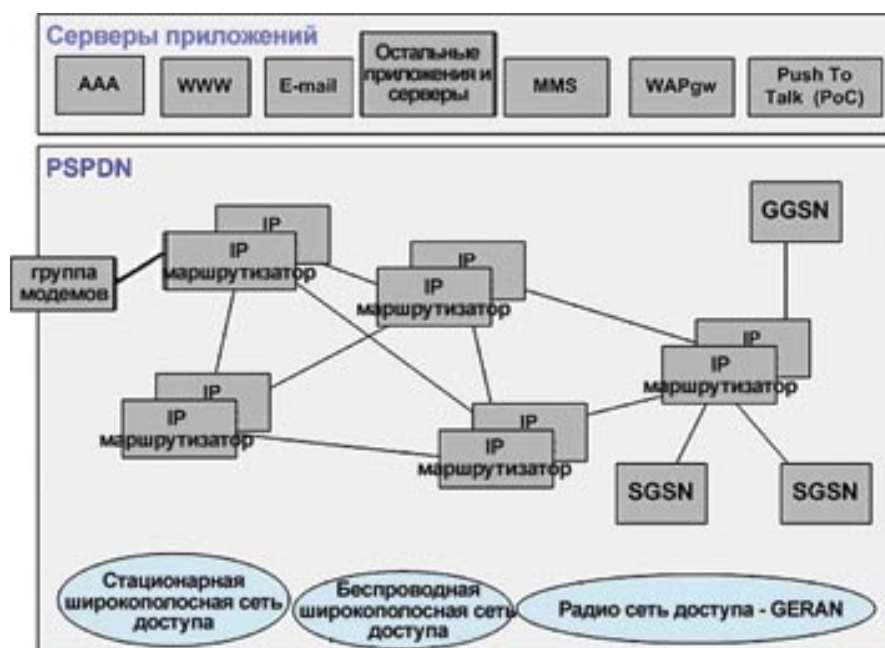 Серверы приложений
AAA
WWW
E-mail
Остальные
приложения и
серверы
MMS
WAPgw
Push To
Talk (PoC)
PSPDN
GGSN
IP
IP
маршрутизатор
группа
модемов
IP
IP
маршрутизатор
IP
IP
маршрутизатор
IP
IP
маршрутизатор
IP
IP
маршрутизатор
SGSN
SGSN
Стационарная
широкополосная сеть
доступа
Беспроводная
широкополосная сеть
доступа
Радио сеть доступа - GERAN